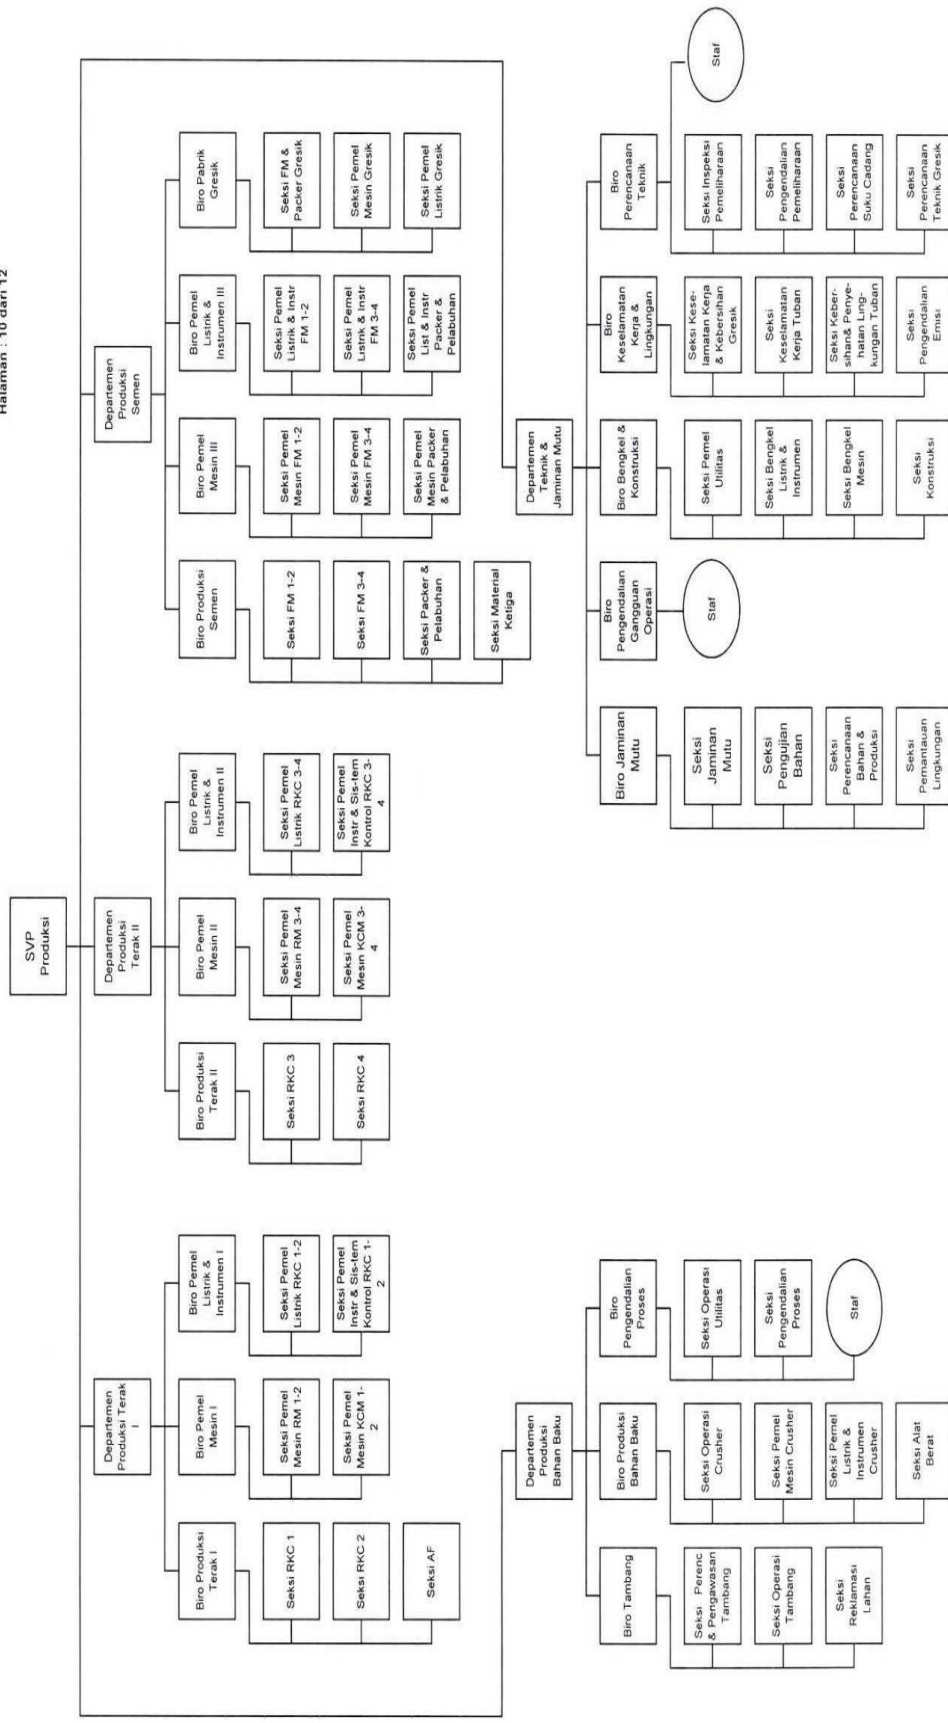 Halaman : 10 dari 12
SVP
Produksi
Departemen
Produksi Terak
I
Departemen
Produksi
Terak II
Departemen
Produksi
Semen
Biro Produksi
Terak I
Biro Pemel
Mesin I
Biro Pemel
Listrik &
Instrumen I
Biro Produksi
Terak II
Biro Pemel
Mesin II
Biro Pemel
Listrik &
Instrumen II
Biro Produksi
Semen
Biro Pemel
Mesin III
Biro Pemel
Listrik &
Instrumen III
Biro Pabrik
Gresik
Seksi RKC 1
Seksi Pemel
Mesin RM 1-2
Seksi Pemel
Listrik RKC 1-2
Seksi RKC 3
Seksi Pemel
Mesin RM 3-4
Seksi Pemel
Listrik RKC 3-4
Seksi FM 1-2
Seksi Pemel
Mesin FM 1-2
Seksi Pemel
Listrik & Instr
FM 1-2
Seksi FM &
Packer Gresik
Seksi RKC 2
Seksi Pemel
Mesin KCM 1-
2
Seksi Pemel
Instr & Sis-tem
Kontrol RKC 1-
2
Seksi RKC 4
Seksi Pemel
Mesin KCM 3-
4
Seksi Pemel
Instr & Sis-tem
Kontrol RKC 3-
4
Seksi FM 3-4
Seksi Pemel
Mesin FM 3-4
Seksi Pemel
Listrik & Instr
FM 3-4
Seksi Pemel
Mesin Gresik
Seksi AF
Seksi Packer &
Pelabuhan
Seksi Pemel
Mesin Packer
& Pelabuhan
Seksi Pemel
List & Instr
Packer &
Pelabuhan
Seksi Pemel
Listrik Gresik
Seksi Material
Ketiga
Departemen
Produksi
Bahan Baku
Departemen
Teknik &
Jaminan Mutu
Biro Tambang
Biro Produksi
Bahan Baku
Biro
Pengendalian
Proses
Biro Jaminan
Mutu
Biro
Pengendalian
Gangguan
Operasi
Biro Bengkel &
Konstruksi
Biro
Keselamatan
Kerja &
Lingkungan
Biro
Perencanaan
Teknik
Seksi Perenc
& Pengawasan
Tambang
Seksi Operasi
Crusher
Seksi Operasi
Utilitas
Seksi
Jaminan
Mutu
Staf
Seksi Pemel
Utilitas
Seksi Kese-
lamatan Kerja
& Kebersihan
Gresik
Seksi Inspeksi
Pemeliharaan
Staf
Seksi Operasi
Tambang
Seksi Pemel
Mesin Crusher
Seksi
Pengendalian
Proses
Seksi
Pengujian
Bahan
Seksi Bengkel
Listrik &
Instrumen
Seksi
Keselamatan
Kerja Tuban
Seksi
Pengendalian
Pemeliharaan
Seksi
Reklamasi
Lahan
Seksi Pemel
Listrik &
Instrumen
Crusher
Staf
Seksi
Perencanaan
Bahan &
Produksi
Seksi Bengkel
Mesin
Seksi Keber-
sihan& Penye-
hatan Ling-
kungan Tuban
Seksi
Perencanaan
Suku Cadang
Seksi Alat
Berat
Seksi
Pemantauan
Lingkungan
Seksi
Konstruksi
Seksi
Pengendalian
Emisi
Seksi
Perencanaan
Teknik Gresik